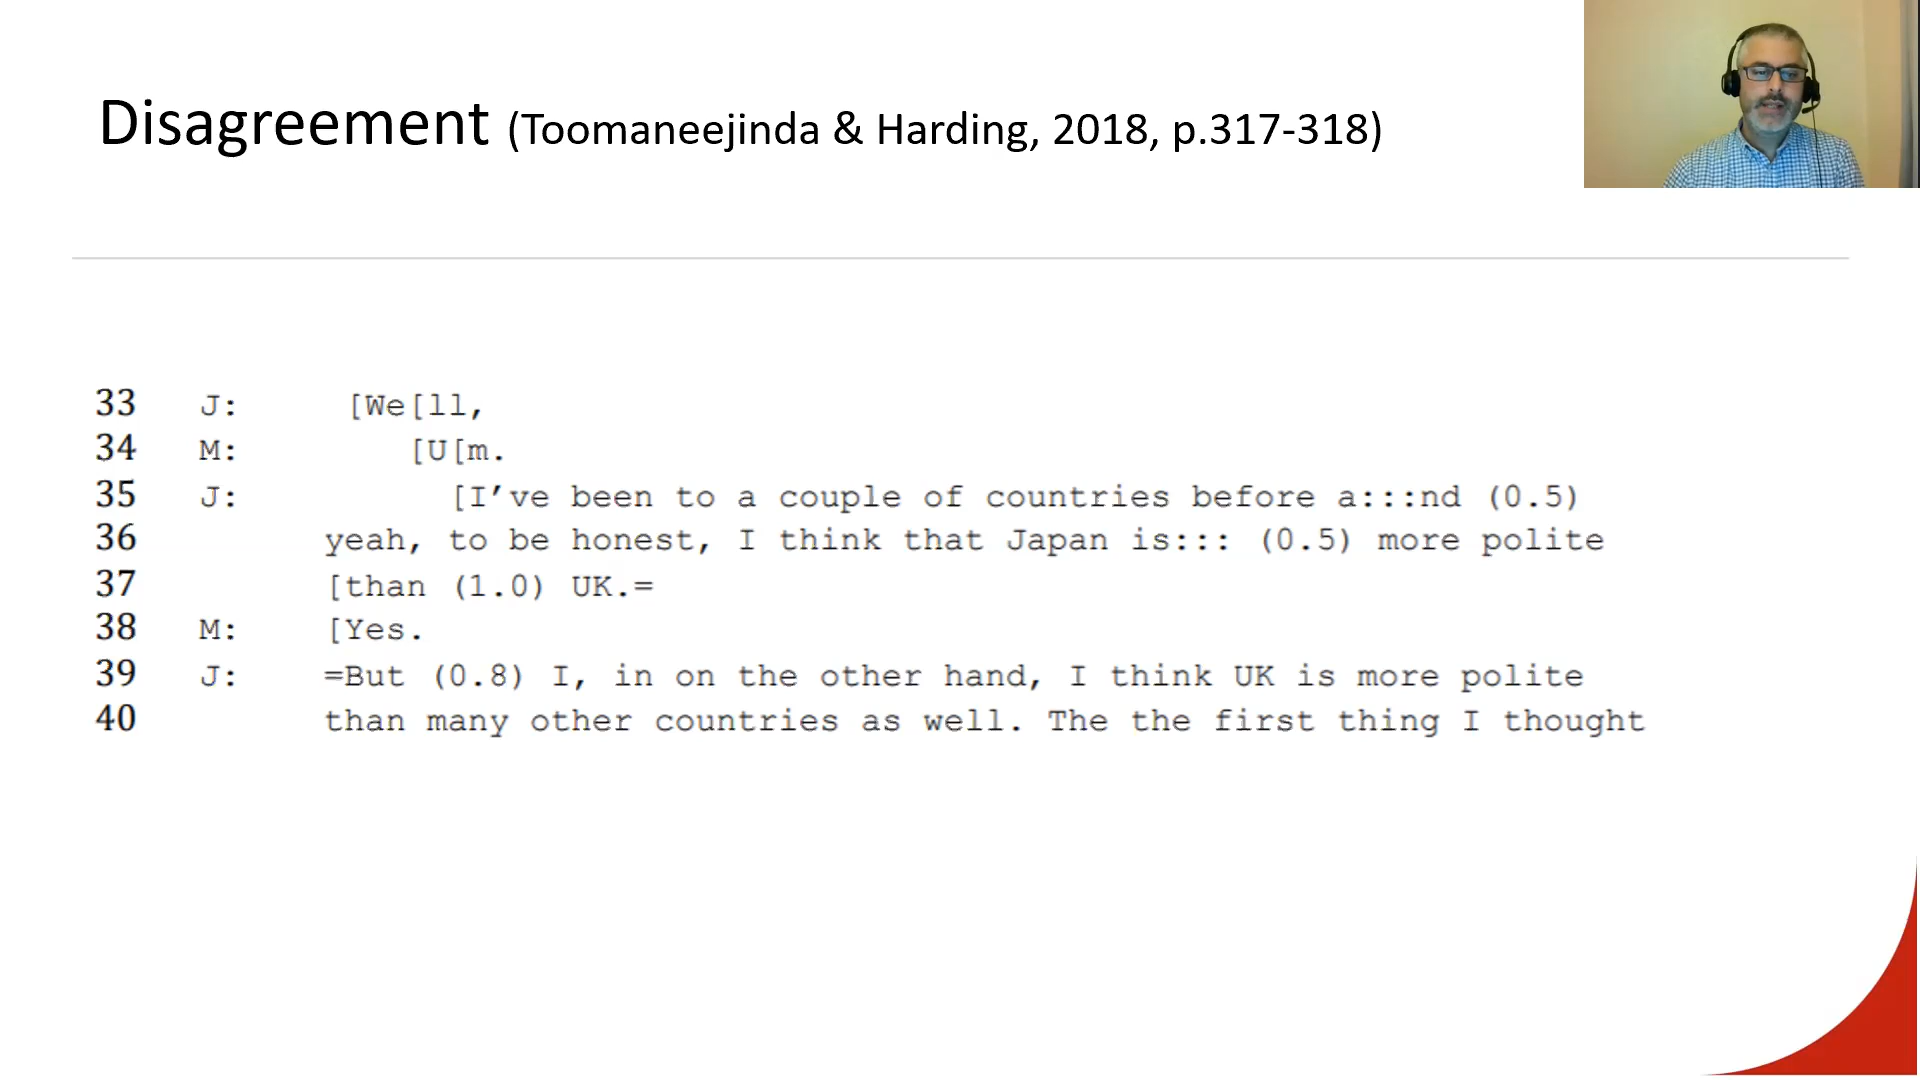 Disagreement (Toomaneejinda & Harding, 2018, p.317-318)
33 J: [We[ll,
34 M: [U[m.
35 J: [I've been to a couple of countries before a:::nd (0.5)
36 yeah, to be honest, I think that Japan is::: (0.5) more polite
37 [than (1.0) UK.=
38 M: [Yes.
39 J: =But (0.8) I, in on the other hand, I think UK is more polite
40 than many other countries as well. The the first thing I thought